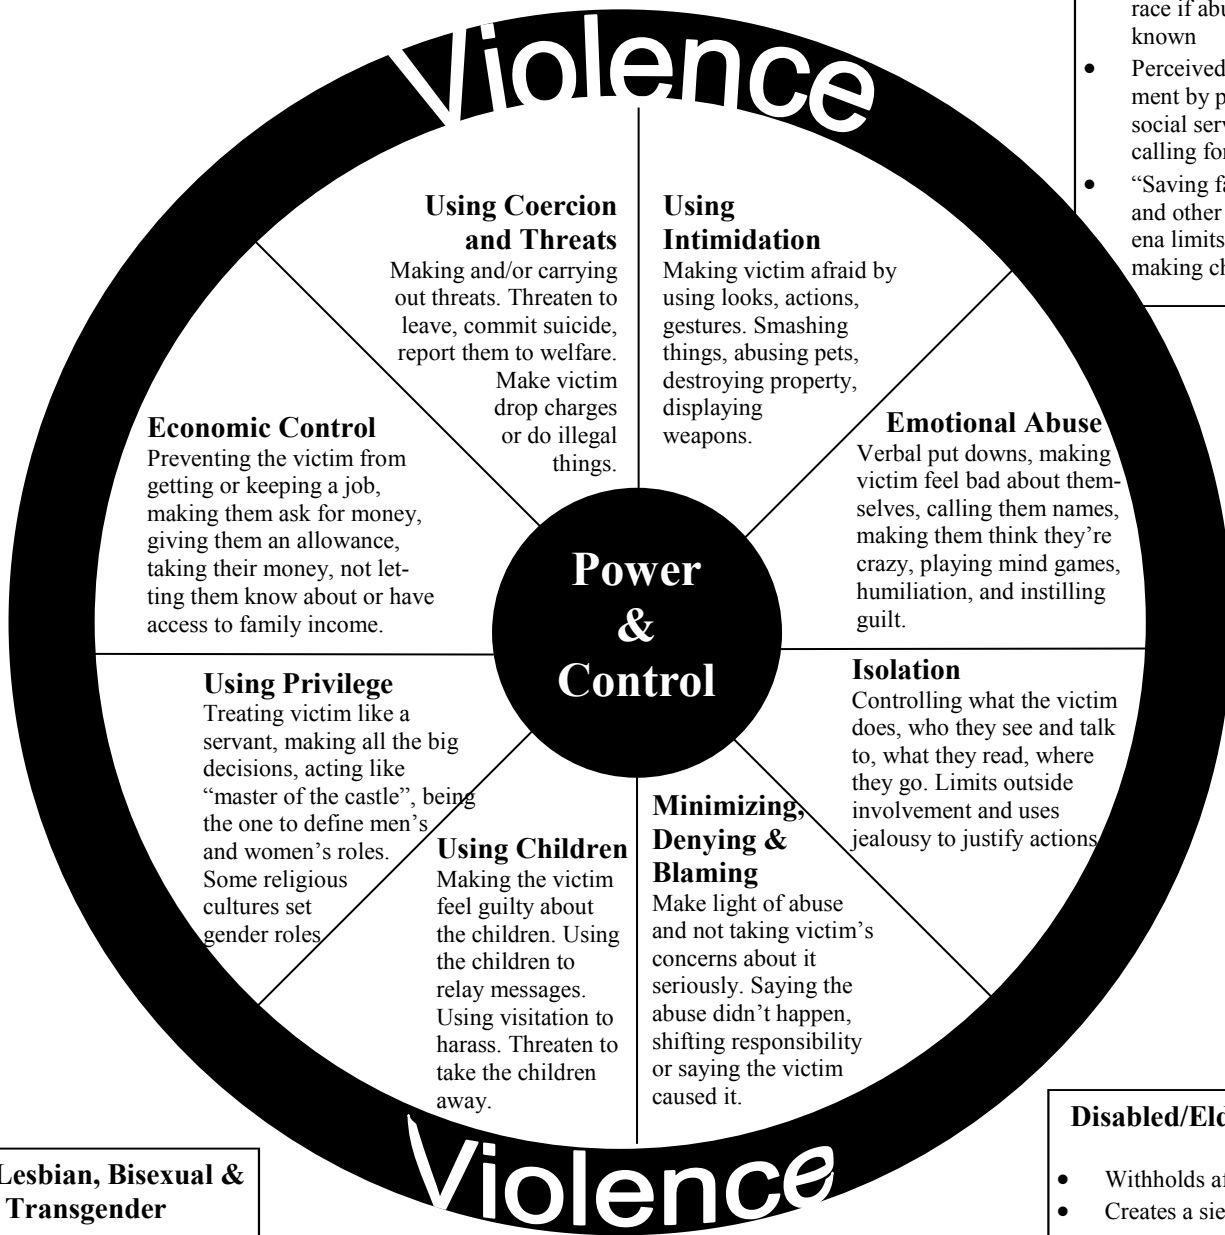 Violence
race if abu
known
• Perceived
ment by p
social serv
calling for
• “Saving fa
and other
ena limits
making ch
Using Coercion
and Threats
Making and/or carrying
out threats. Threaten to
leave, commit suicide,
report them to welfare.
Make victim
drop charges
or do illegal
things.
Using
Intimidation
Making victim afraid by
using looks, actions,
gestures. Smashing
things, abusing pets,
destroying property,
displaying
weapons.
Economic Control
Preventing the victim from
getting or keeping a job,
making them ask for money,
giving them an allowance,
taking their money, not let-
ting them know about or have
access to family income.
Emotional Abuse
Verbal put downs, making
victim feel bad about them-
selves, calling them names,
making them think they’re
crazy, playing mind games,
humiliation, and instilling
guilt.
Power
&
Control
Using Privilege
Treating victim like a
servant, making all the big
decisions, acting like
“master of the castle”, being
the one to define men’s
and women’s roles.
Some religious
cultures set
gender roles
Isolation
Controlling what the victim
does, who they see and talk
to, what they read, where
they go. Limits outside
involvement and uses
jealousy to justify actions
Using Children
Making the victim
feel guilty about
the children. Using
the children to
relay messages.
Using visitation to
harass. Threaten to
take the children
away.
Minimizing,
Denying &
Blaming
Make light of abuse
and not taking victim’s
concerns about it
seriously. Saying the
abuse didn’t happen,
shifting responsibility
or saying the victim
caused it.
Violence
Lesbian, Bisexual &
Transgender
Disabled/Eld
• Withholds af
• Creates a sie